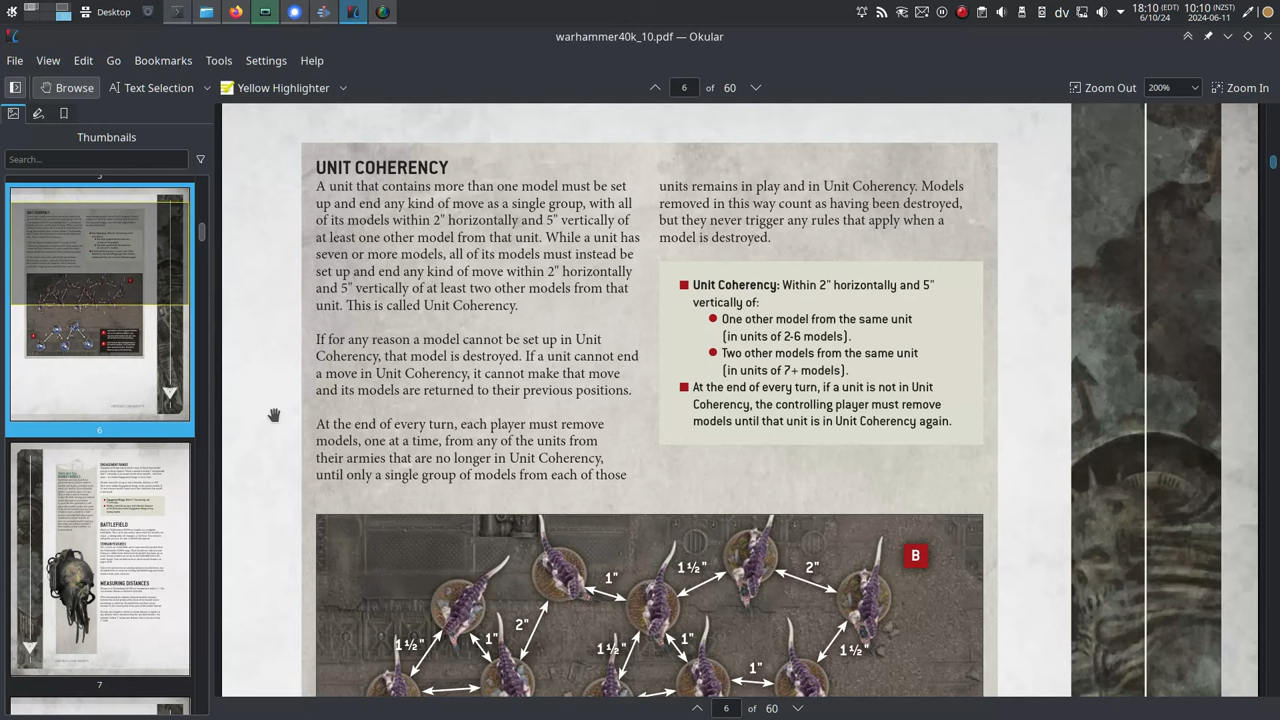 Desktop
dv
18:10 (EDT)
6/10/24
10:10 (NZST)
2024-06-11
warhammer40k_10.pdf — Okular
File View Edit Go Bookmarks Tools Settings Help
Browse Text Selection Yellow Highlighter 6 of 60 Zoom Out 200% Zoom In
Thumbnails
Search...
5
6
BATTLEFIELD
MEASURING DISTANCES
7
UNIT COHERENCY
A unit that contains more than one model must be set
up and end any kind of move as a single group, with all
of its models within 2" horizontally and 5" vertically of
at least one other model from that unit. While a unit has
seven or more models, all of its models must instead be
set up and end any kind of move within 2" horizontally
and 5" vertically of at least two other models from that
unit. This is called Unit Coherency.
If for any reason a model cannot be set up in Unit
Coherency, that model is destroyed. If a unit cannot end
a move in Unit Coherency, it cannot make that move
and its models are returned to their previous positions.
At the end of every turn, each player must remove
models, one at a time, from any of the units from
their armies that are no longer in Unit Coherency,
until only a single group of models from each of those
units remains in play and in Unit Coherency. Models
removed in this way count as having been destroyed,
but they never trigger any rules that apply when a
model is destroyed.
Unit Coherency: Within 2" horizontally and 5"
vertically of:
One other model from the same unit
(in units of 2-6 models).
Two other models from the same unit
(in units of 7+ models).
At the end of every turn, if a unit is not in Unit
Coherency, the controlling player must remove
models until that unit is in Unit Coherency again.
B
1" 1½" 2"
2"
1½" 1" 1½" 1" 1½"
1"
6 of 60